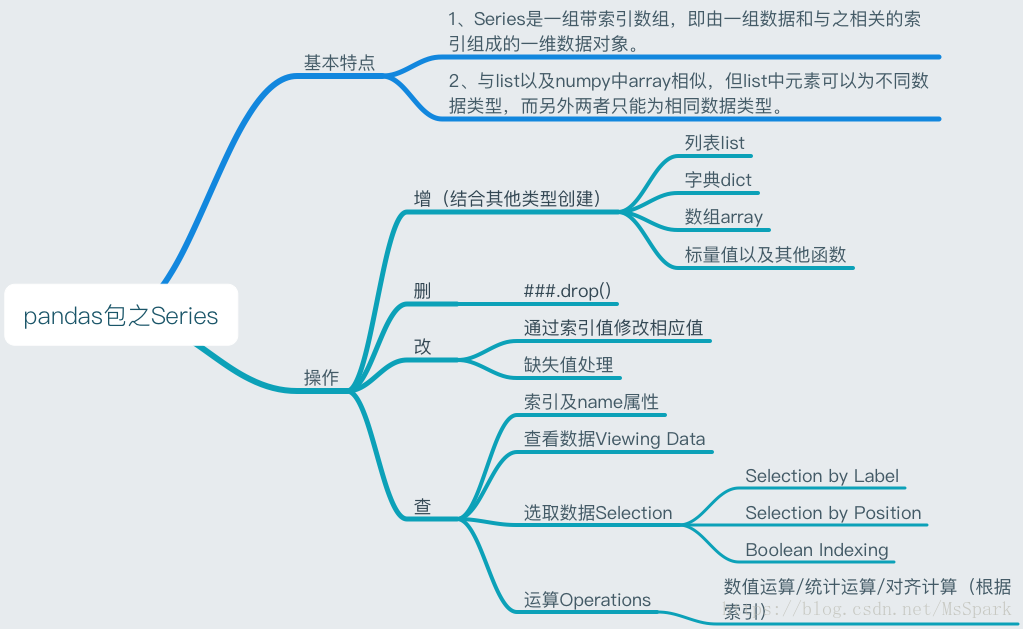 1、Series是一组带索引数组，即由一组数据和与之相关的索
引组成的一维数据对象。
基本特点
2、与list以及numpy中array相似，但list中元素可以为不同数
据类型，而另外两者只能为相同数据类型。
列表list
字典dict
增（结合其他类型创建）
数组array
标量值以及其他函数
删
###.drop()
pandas包之Series
通过索引值修改相应值
改
缺失值处理
操作
索引及name属性
查看数据Viewing Data
Selection by Label
查
选取数据Selection
Selection by Position
Boolean Indexing
运算Operations
数值运算/统计运算/对齐计算（根据
索引）
https://blog.csdn.net/MsSpark